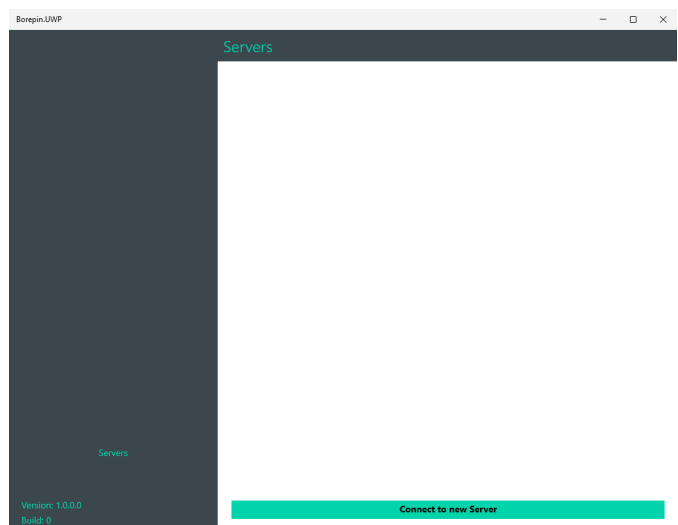 Borepin.UWP
Servers
Servers
Version: 1.0.0.0
Build: 0
Connect to new Server